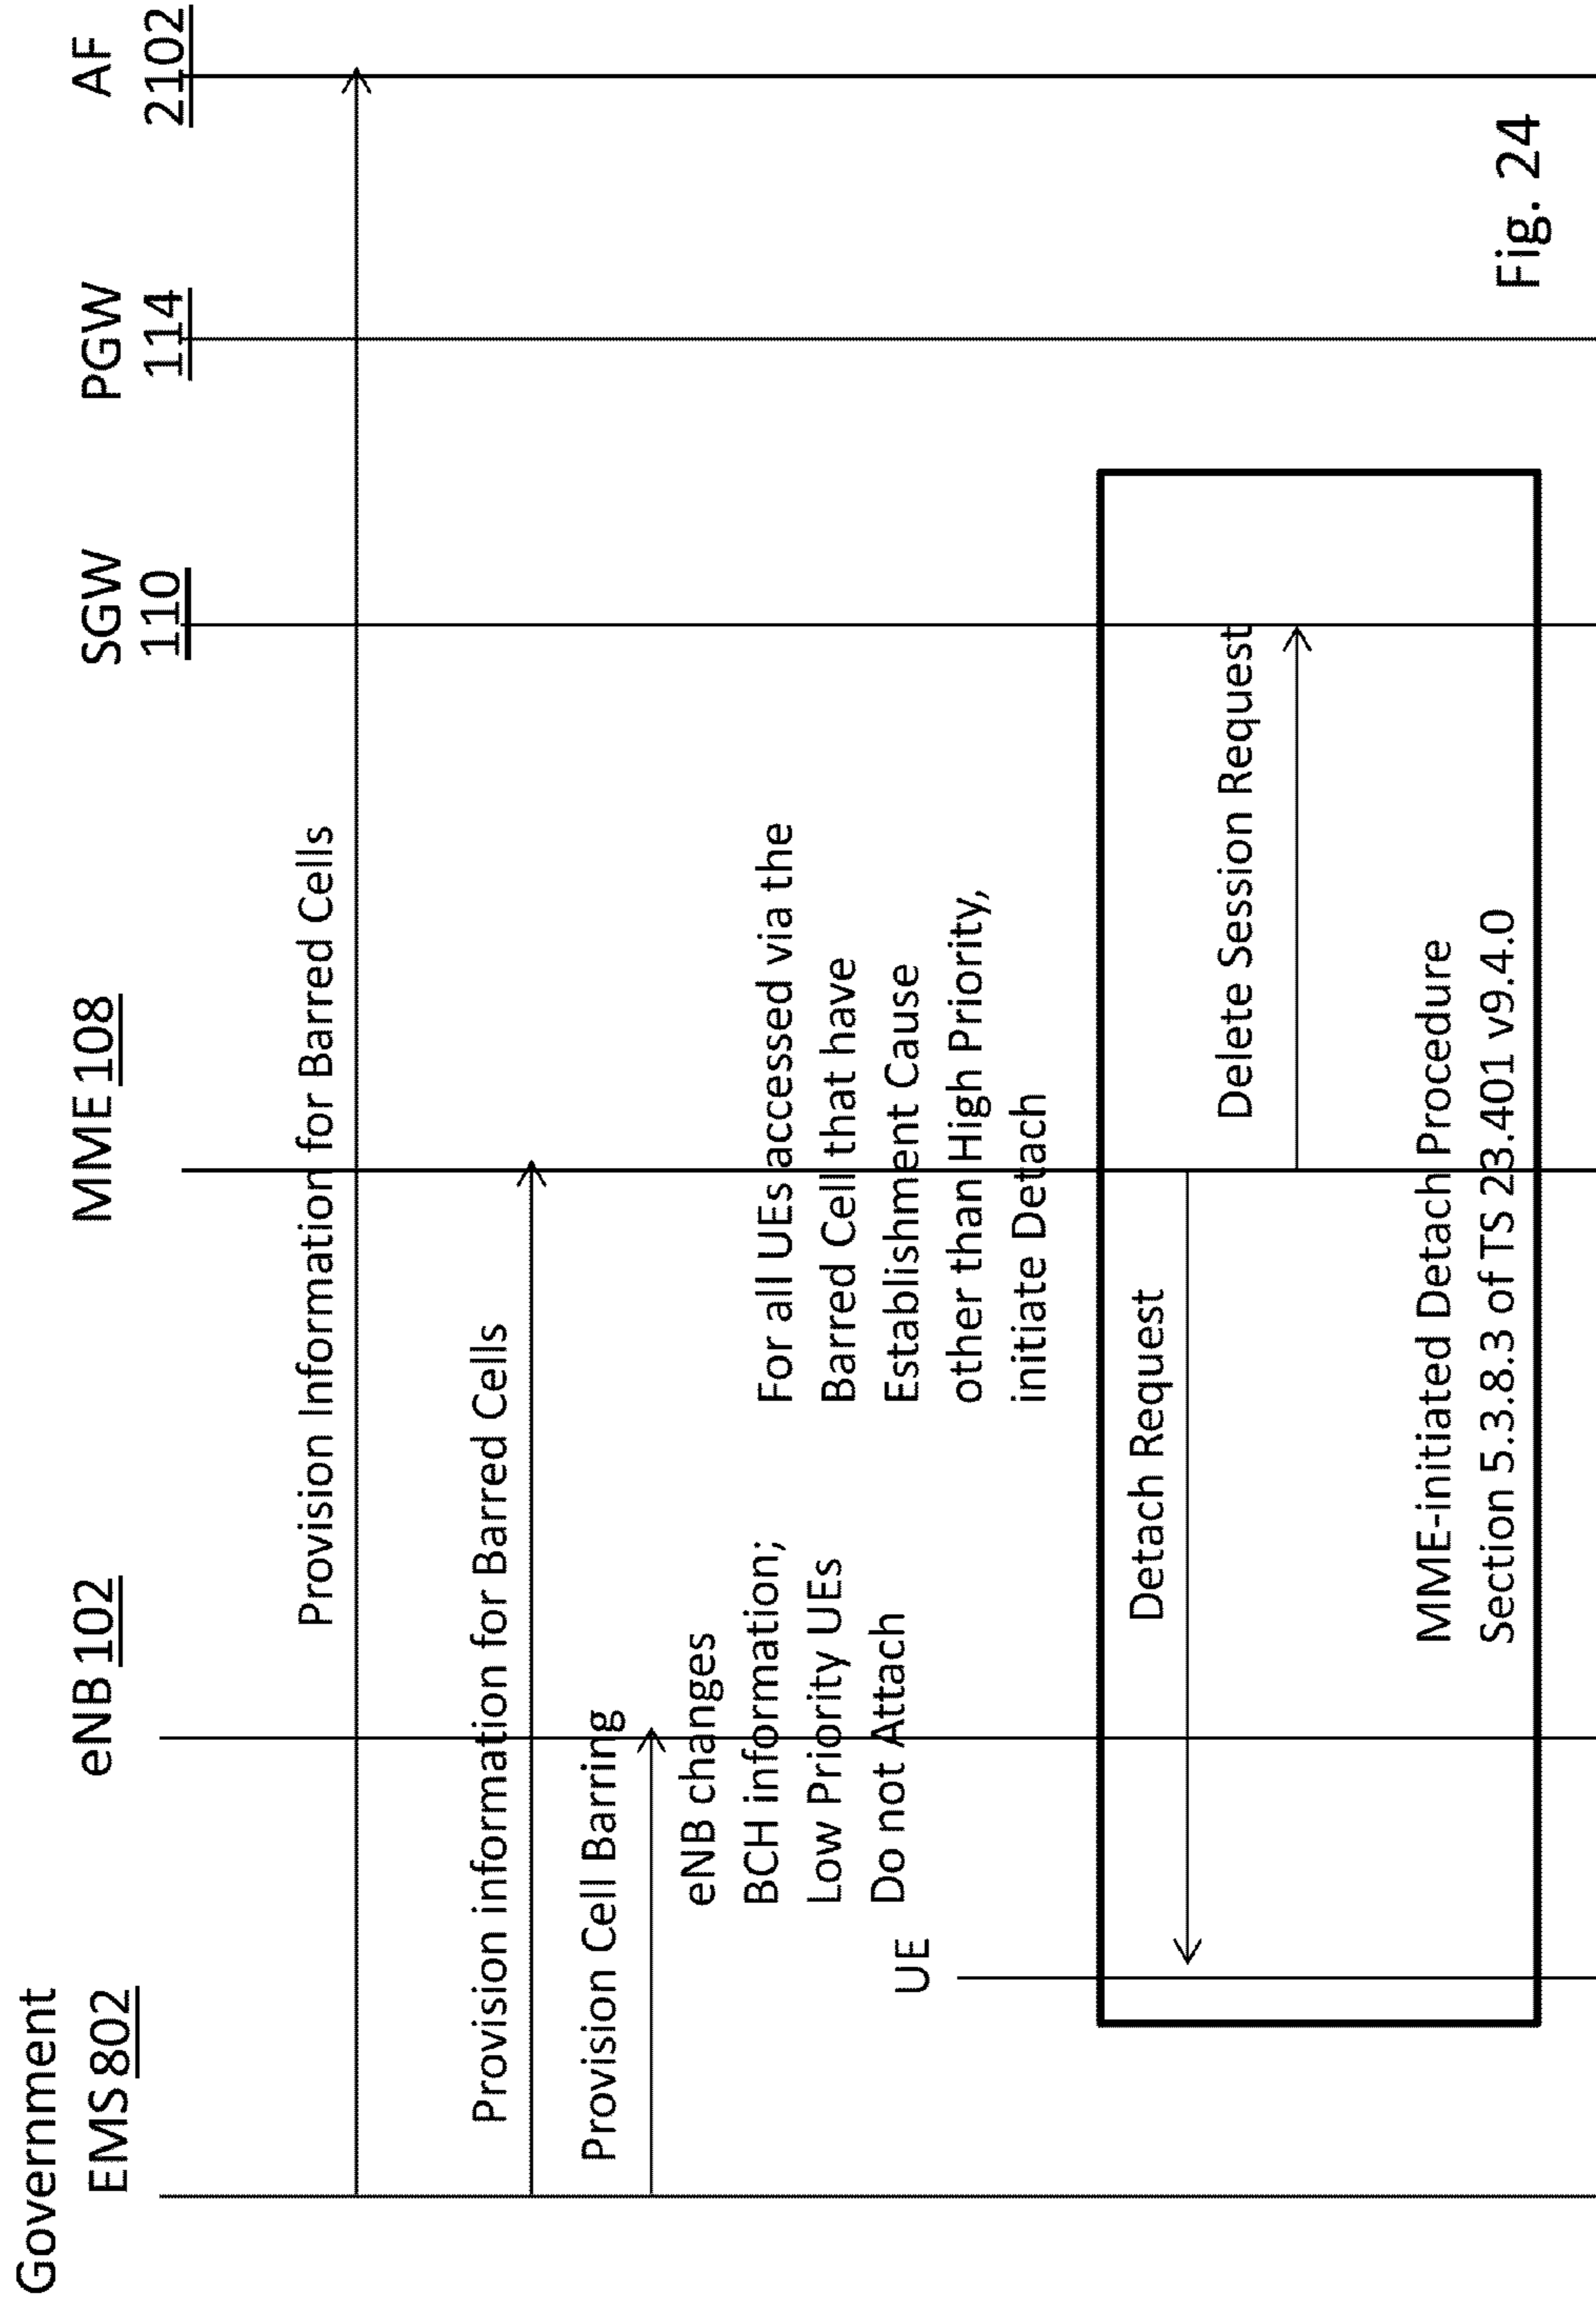 Government
EMS 802
eNB 102
MME 108
SGW
110
PGW
114
AF
2102
Provision Information for Barred Cells
Provision information for Barred Cells
Provision Cell Barring
eNB changes
BCH information;
Low Priority UEs
Do not Attach
For all UEs accessed via the
Barred Cell that have
Establishment Cause
other than High Priority,
initiate Detach
UE
Detach Request
Delete Session Request
MME-initiated Detach Procedure
Section 5.3.8.3 of TS 23.401 v9.4.0
Fig. 24